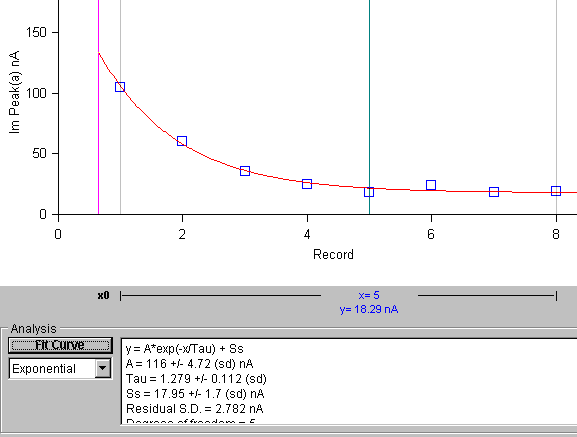 150
100
50
0
Im Peak(a) nA
0 2 4 6 8
Record
x0
x= 5
y= 18.29 nA
Analysis
Fit Curve
Exponential
y = A*exp(-x/Tau) + Ss
A = 116 +/- 4.72 (sd) nA
Tau = 1.279 +/- 0.112 (sd)
Ss = 17.95 +/- 1.7 (sd) nA
Residual S.D. = 2.782 nA
Degrees of freedom = 5